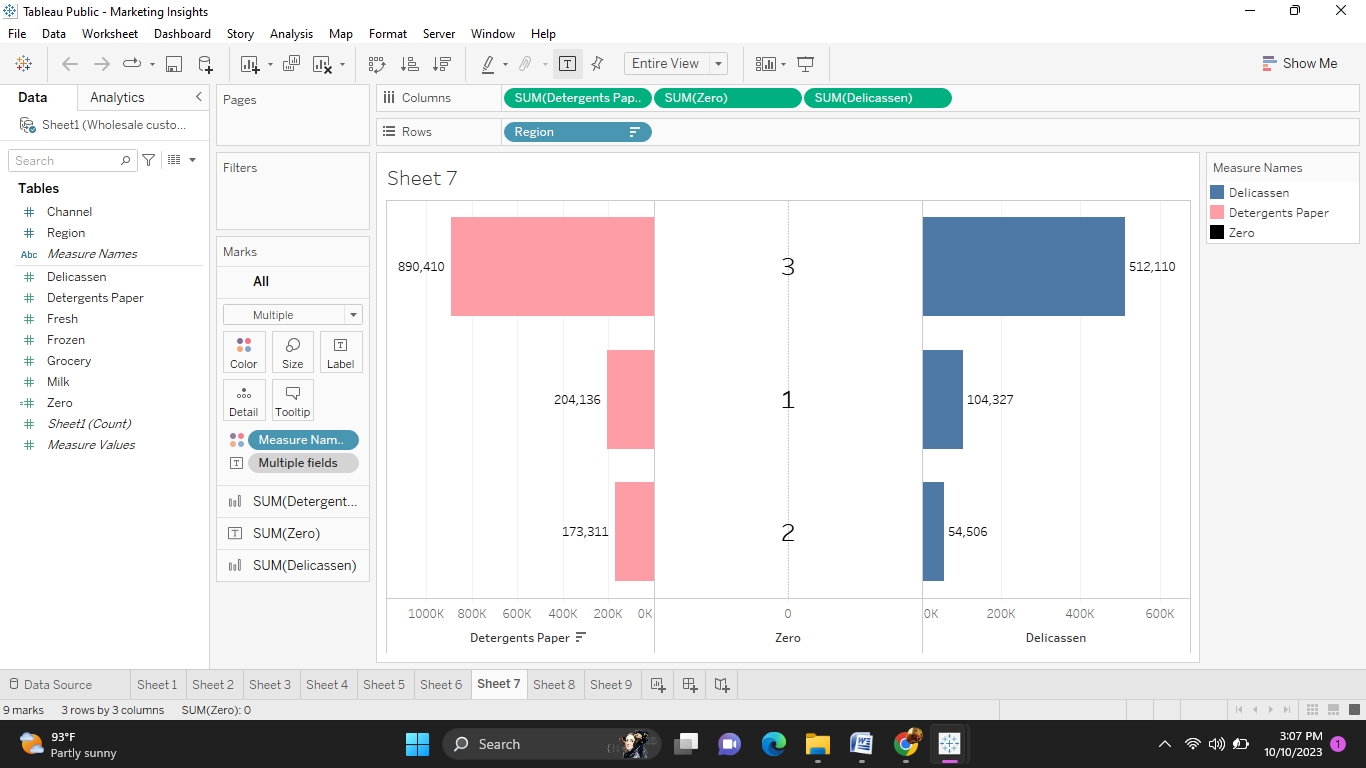 Tableau Public - Marketing Insights
File Data Worksheet Dashboard Story Analysis Map Format Server Window Help
Entire View
Show Me
Data Analytics
Sheet1 (Wholesale custo...
Search
Tables
Channel
Region
Abc Measure Names
Delicassen
Detergents Paper
Fresh
Frozen
Grocery
Milk
Zero
Sheet1 (Count)
Measure Values
Pages
Filters
Marks
All
Multiple
Color Size Label
Detail Tooltip
Measure Nam..
Multiple fields
SUM(Detergent...
SUM(Zero)
SUM(Delicassen)
Columns SUM(Detergents Pap.. SUM(Zero) SUM(Delicassen)
Rows Region
Sheet 7
890,410 3 512,110
204,136 1 104,327
173,311 2 54,506
1000K 800K 600K 400K 200K 0K 0 0K 200K 400K 600K
Detergents Paper Zero Delicassen
Measure Names
Delicassen
Detergents Paper
Zero
Data Source Sheet 1 Sheet 2 Sheet 3 Sheet 4 Sheet 5 Sheet 6 Sheet 7 Sheet 8 Sheet 9
9 marks 3 rows by 3 columns SUM(Zero): 0
93°F
Partly sunny
Search
3:07 PM
10/10/2023
1